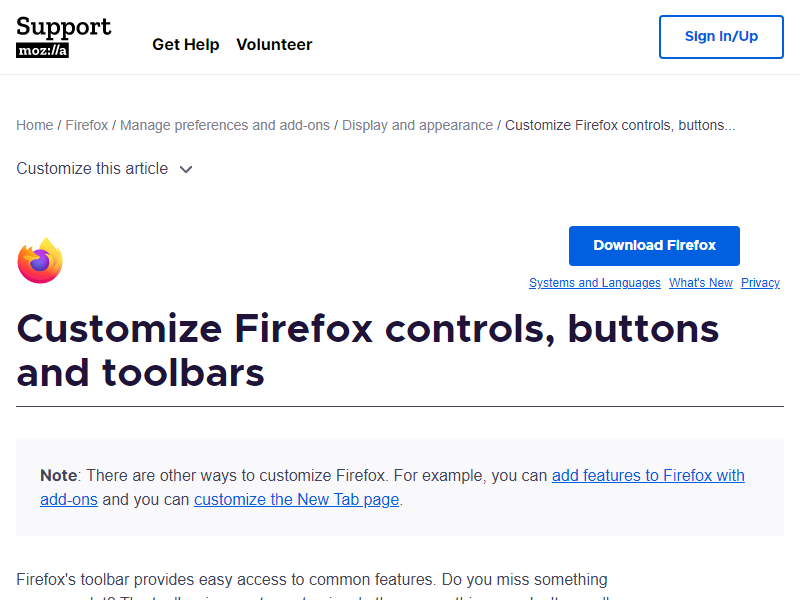 Support
moz://a
Get Help Volunteer
Sign In/Up
Home / Firefox / Manage preferences and add-ons / Display and appearance / Customize Firefox controls, buttons...
Customize this article
Download Firefox
Systems and Languages What's New Privacy
Customize Firefox controls, buttons
and toolbars
Note: There are other ways to customize Firefox. For example, you can add features to Firefox with
add-ons and you can customize the New Tab page.
Firefox's toolbar provides easy access to common features. Do you miss something